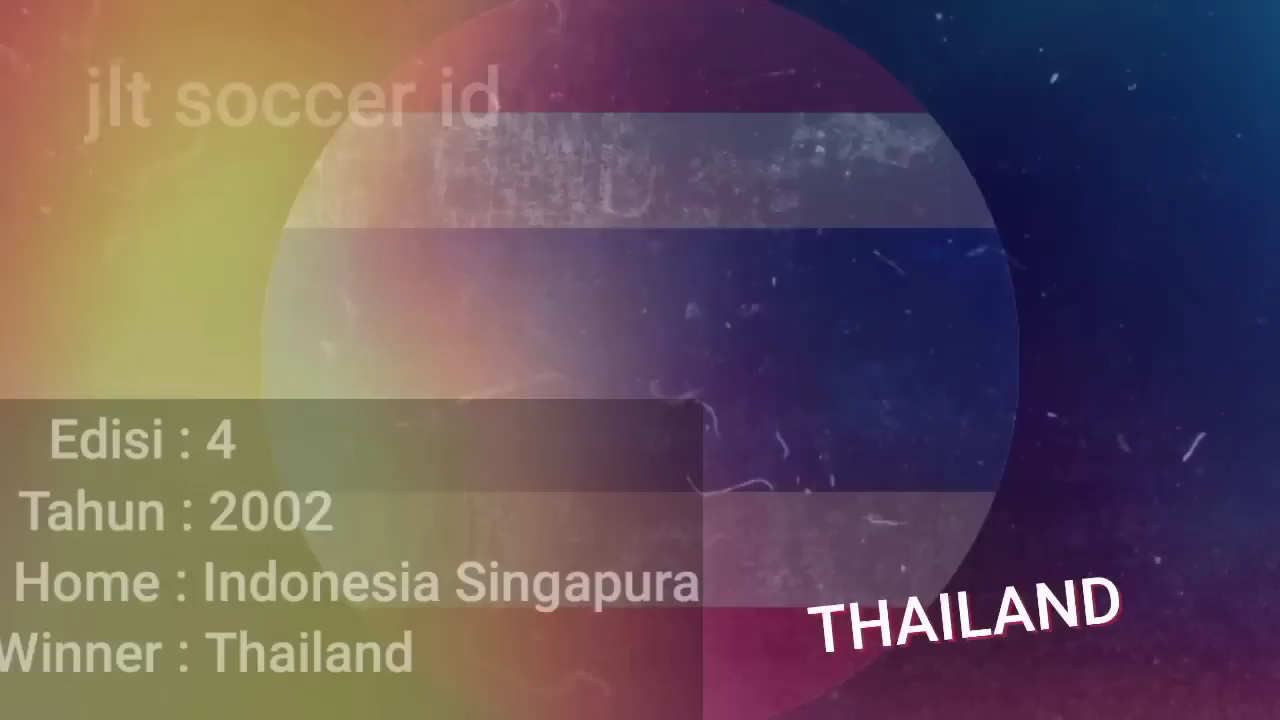 jlt soccer id
Edisi : 4
Tahun : 2002
Home : Indonesia Singapura
Winner : Thailand
THAILAND